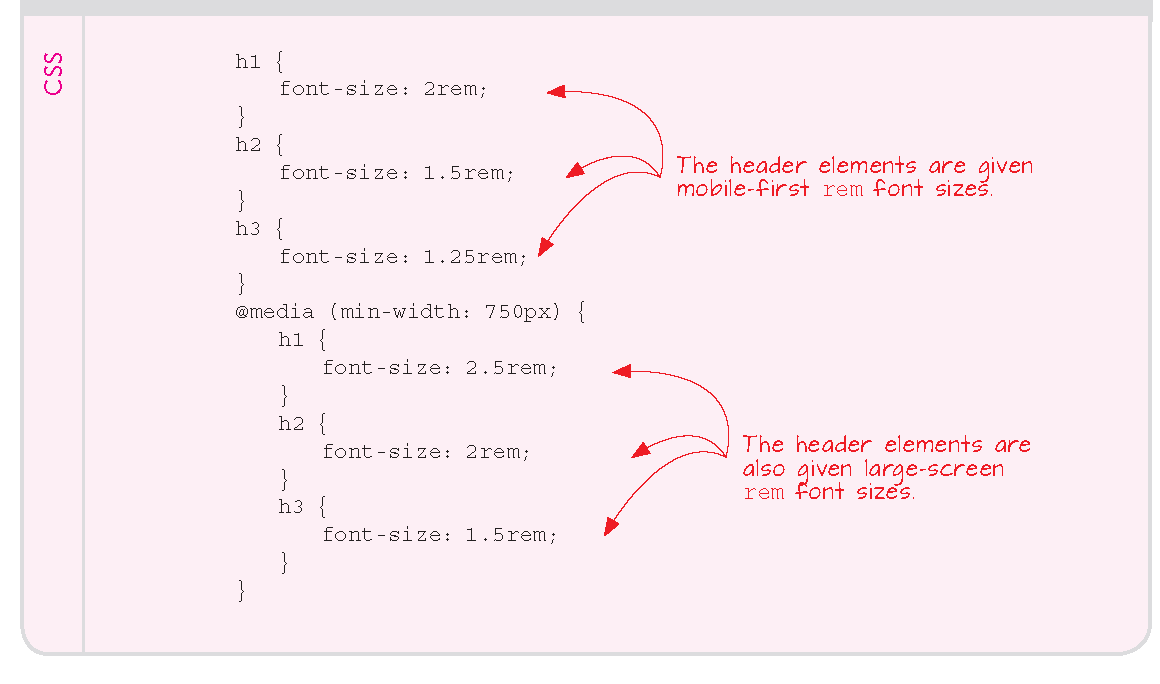 CSS
h1 {
font-size: 2rem;
}
h2 {
font-size: 1.5rem;
}
h3 {
font-size: 1.25rem;
}
@media (min-width: 750px) {
h1 {
font-size: 2.5rem;
}
h2 {
font-size: 2rem;
}
h3 {
font-size: 1.5rem;
}
}
The header elements are given
mobile-first rem font sizes.
The header elements are
also given large-screen
rem font sizes.